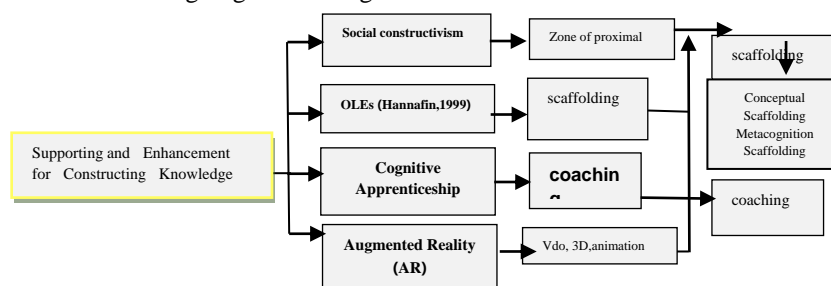 Social constructivism
Zone of proximal
scaffolding
OLEs (Hannafin,1999)
scaffolding
Conceptual
Scaffolding
Metacognition
Scaffolding
Supporting and Enhancement
for Constructing Knowledge
Cognitive
Apprenticeship
coachin
coaching
Augmented Reality
(AR)
Vdo, 3D,animation